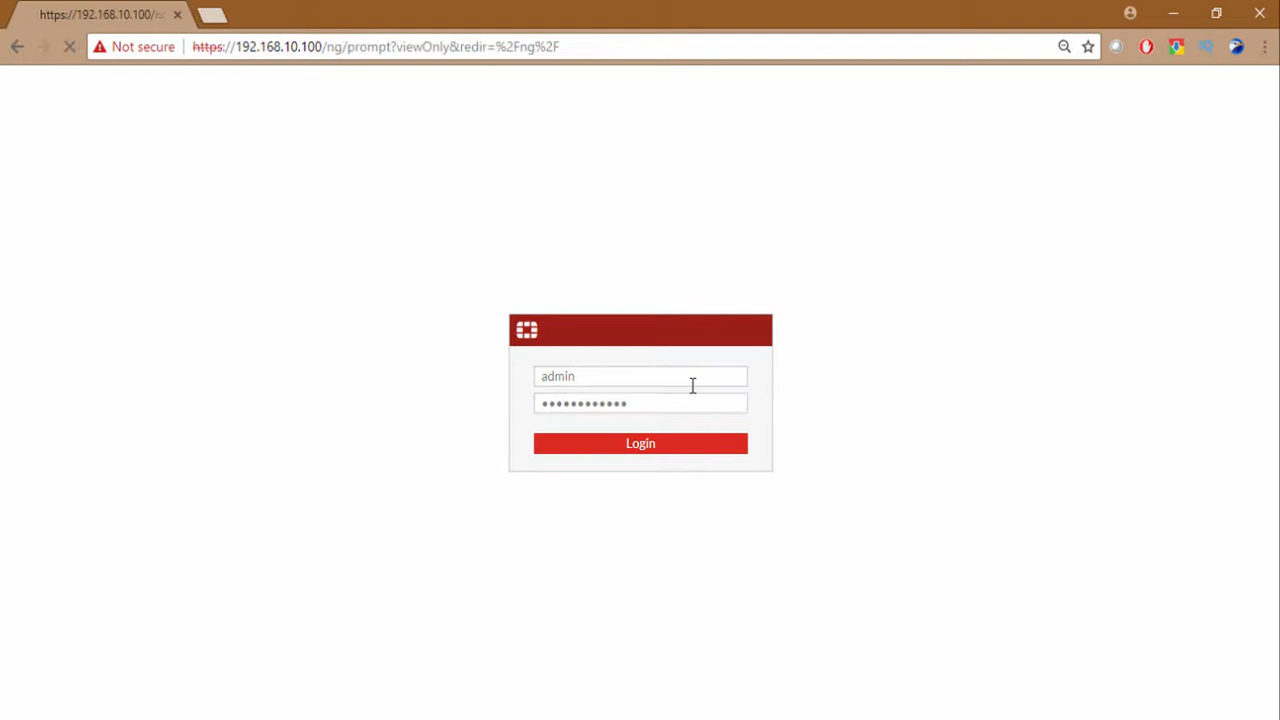 https://192.168.10.100/n
Not secure
https://192.168.10.100/ng/prompt?viewOnly&redir=%2Fng%2F
admin
••••••••••••
Login